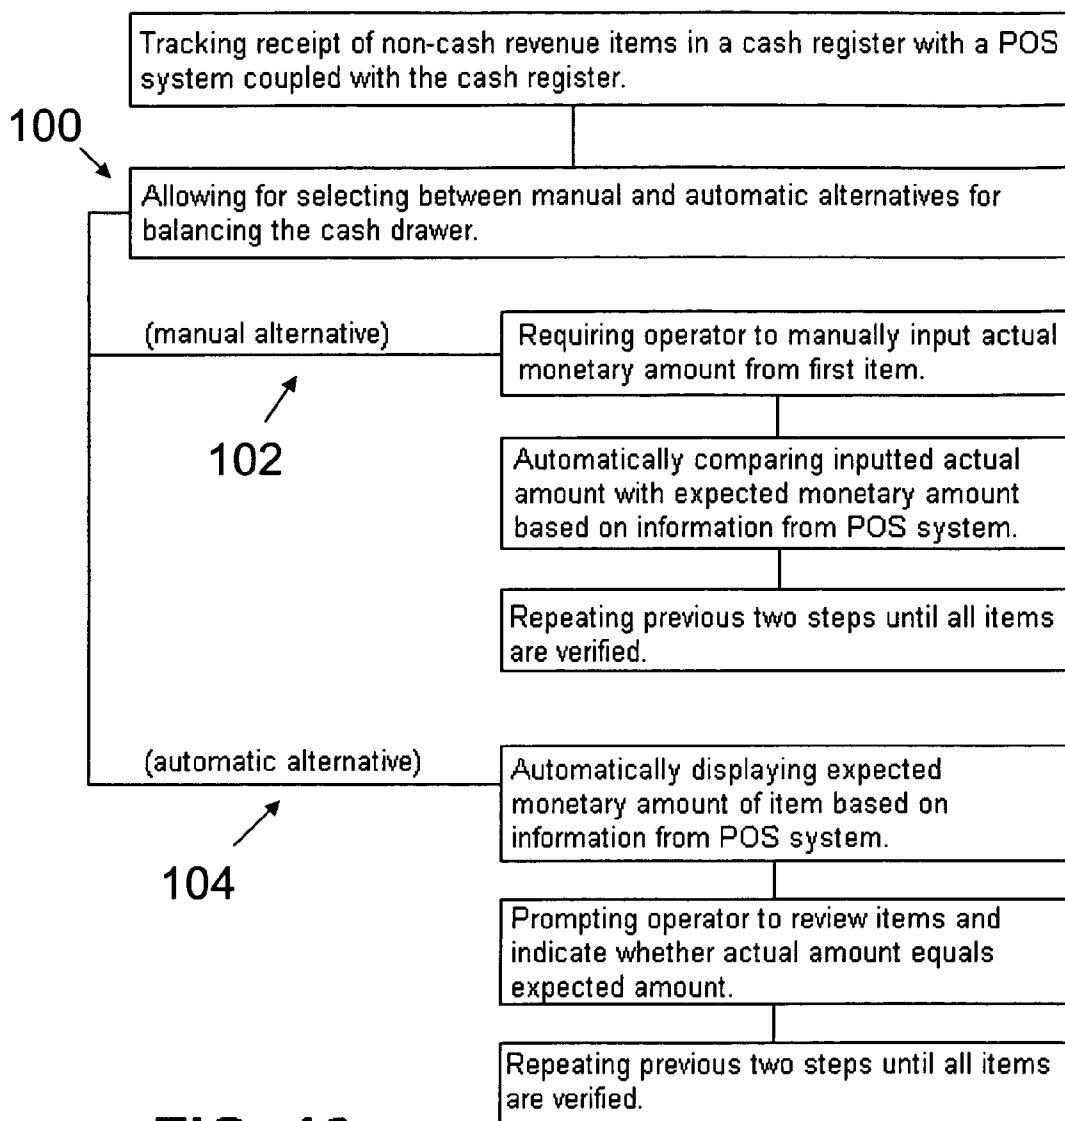 Tracking receipt of non-cash revenue items in a cash register with a POS
system coupled with the cash register.
100
Allowing for selecting between manual and automatic alternatives for
balancing the cash drawer.
(manual alternative)
102
Requiring operator to manually input actual
monetary amount from first item.
Automatically comparing inputted actual
amount with expected monetary amount
based on information from POS system.
Repeating previous two steps until all items
are verified.
(automatic alternative)
104
Automatically displaying expected
monetary amount of item based on
information from POS system.
Prompting operator to review items and
indicate whether actual amount equals
expected amount.
Repeating previous two steps until all items
are verified.